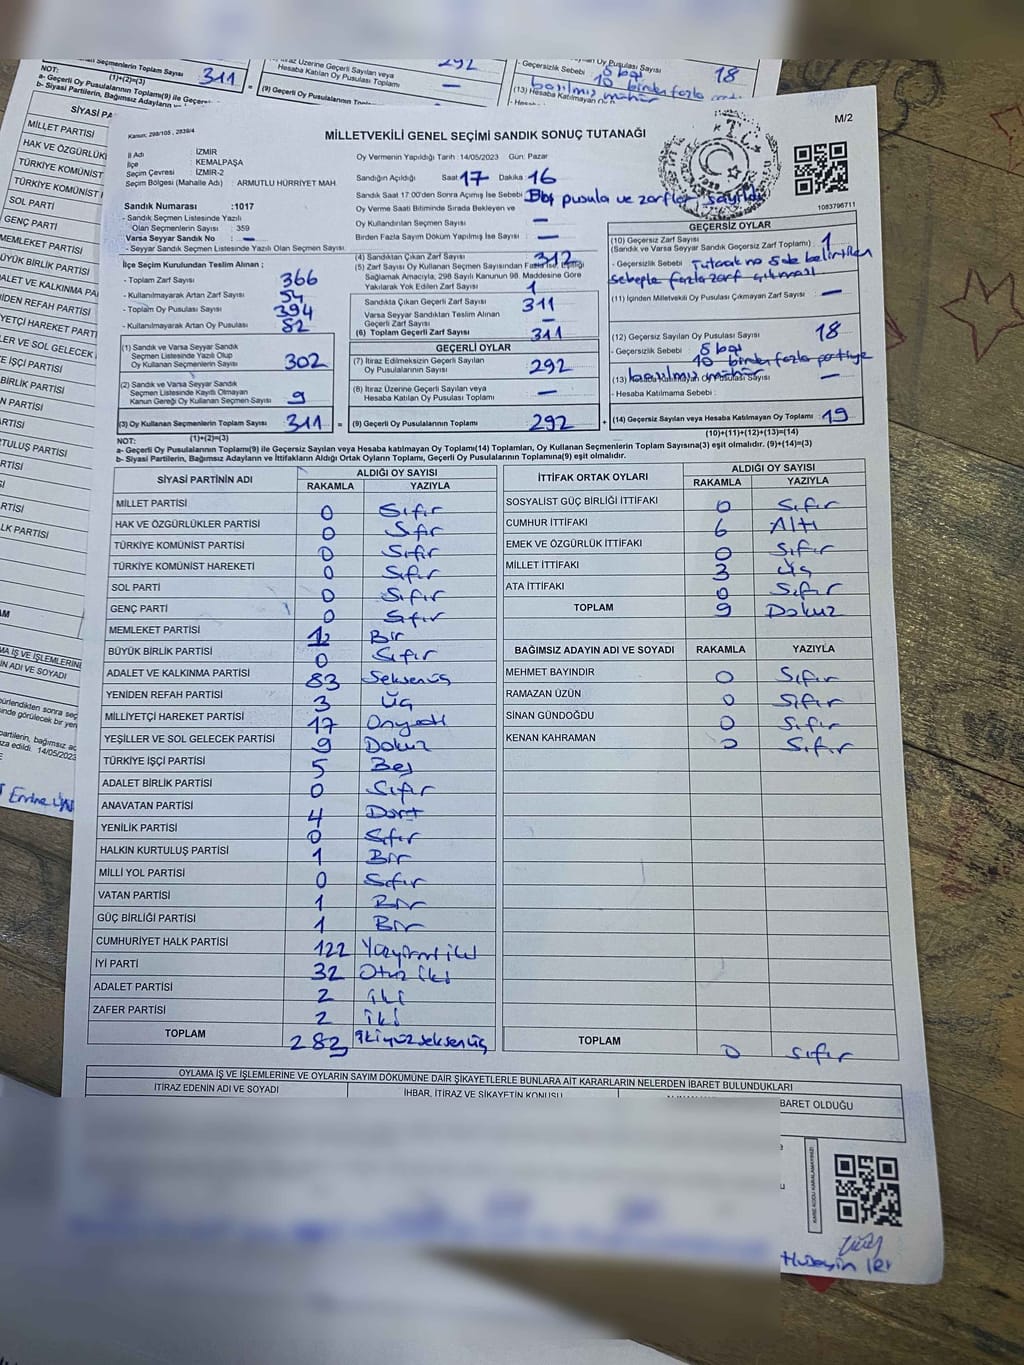 Kanun: 298/105, 2839/4
MİLLETVEKİLİ GENEL SEÇİMİ SANDIK SONUÇ TUTANAĞI
M/2
İl Adı : İZMİR
İlçe : KEMALPAŞA
Seçim Çevresi : İZMİR-2
Seçim Bölgesi (Mahalle Adı) : ARMUTLU HÜRRİYET MAH.
Sandık Numarası :1017
- Sandık Seçmen Listesinde Yazılı
Olan Seçmenlerin Sayısı : 359
Varsa Seyyar Sandık No : —
- Seyyar Sandık Seçmen Listesinde Yazılı Olan Seçmen Sayısı:
Oy Vermenin Yapıldığı Tarih : 14/05/2023 Gün: Pazar
Sandığın Açıldığı Saat 17 Dakika 16
Sandık Saat 17:00'den Sonra Açılmış İse Sebebi Boş pusula ve zarflar sayıldı
Oy Verme Saati Bitiminde Sırada Bekleyen ve
Oy Kullandırılan Seçmen Sayısı —
Birden Fazla Sayım Döküm Yapılmış İse Sayısı —
1083796711
İlçe Seçim Kurulundan Teslim Alınan ;
- Toplam Zarf Sayısı 366
- Kullanılmayarak Artan Zarf Sayısı 54
- Toplam Oy Pusulası Sayısı 394
- Kullanılmayarak Artan Oy Pusulası 82
(1) Sandık ve Varsa Seyyar Sandık
Seçmen Listesinde Yazılı Olup
Oy Kullanan Seçmen Sayısı 302
(2) Sandık ve Varsa Seyyar Sandık
Seçmen Listesinde Kayıtlı Olmayan
Kanun Gereği Oy Kullanan Seçmen Sayısı 9
(3) Oy Kullanan Seçmenlerin Toplam Sayısı 311
(1)+(2)=(3)
(4) Sandıktan Çıkan Zarf Sayısı 312
(5) Zarf Sayısı Oy Kullanan Seçmen Sayısından Fazla İse, Eşitliği
Sağlamak Amacıyla, 298 Sayılı Kanunun 98. Maddesine Göre
Yakılarak Yok Edilen Zarf Sayısı 1
Sandıkta Çıkan Geçerli Zarf Sayısı 311
Varsa Seyyar Sandıktan Teslim Alınan
Geçerli Zarf Sayısı —
(6) Toplam Geçerli Zarf Sayısı 311
GEÇERLİ OYLAR
(7) İtiraz Edilmeksizin Geçerli Sayılan
Oy Pusulalarının Sayısı 292
(8) İtiraz Üzerine Geçerli Sayılan veya
Hesaba Katılan Oy Pusulaları Toplamı —
= (9) Geçerli Oy Pusulalarının Toplamı 292
GEÇERSİZ OYLAR
(10) Geçersiz Zarf Sayısı 1
(Sandık ve Varsa Seyyar Sandık Geçersiz Zarf Toplamı)
- Geçersizlik Sebebi Tutanak no 5 de belirtilen
sebeple fazla zarf çıkması
(11) İçinden Milletvekili Oy Pusulası Çıkmayan Zarf Sayısı —
(12) Geçersiz Sayılan Oy Pusulası Sayısı 18
- Geçersizlik Sebebi 8 boş
10 birden fazla partiye
basılmış mühür
(13) Hesaba Katılmayan Oy Pusulası Sayısı —
- Hesaba Katılmama Sebebi :
+ (14) Geçersiz Sayılan veya Hesaba Katılmayan Oy Toplamı 19
(10)+(11)+(12)+(13)=(14)
NOT:
a- Geçerli Oy Pusulalarının Toplamı(9) ile Geçersiz Sayılan veya Hesaba katılmayan Oy Toplamı(14) Toplamları, Oy Kullanan Seçmenlerin Toplam Sayısına(3) eşit olmalıdır. (9)+(14)=(3)
b- Siyasi Partilerin, Bağımsız Adayların ve İttifakların Aldığı Ortak Oyların Toplamı, Geçerli Oy Pusulalarının Toplamına(9) eşit olmalıdır.
SİYASİ PARTİNİN ADI ALDIĞI OY SAYISI
RAKAMLA YAZIYLA
MİLLET PARTİSİ 0 Sıfır
HAK VE ÖZGÜRLÜKLER PARTİSİ 0 Sıfır
TÜRKİYE KOMÜNİST PARTİSİ 0 Sıfır
TÜRKİYE KOMÜNİST HAREKETİ 0 Sıfır
SOL PARTİ 0 Sıfır
GENÇ PARTİ 0 Sıfır
MEMLEKET PARTİSİ 1 Bir
BÜYÜK BİRLİK PARTİSİ 0 Sıfır
ADALET VE KALKINMA PARTİSİ 83 Seksenüç
YENİDEN REFAH PARTİSİ 3 Üç
MİLLİYETÇİ HAREKET PARTİSİ 17 Onyedi
YEŞİLLER VE SOL GELECEK PARTİSİ 9 Dokuz
TÜRKİYE İŞÇİ PARTİSİ 5 Beş
ADALET BİRLİK PARTİSİ 0 Sıfır
ANAVATAN PARTİSİ 4 Dört
YENİLİK PARTİSİ 0 Sıfır
HALKIN KURTULUŞ PARTİSİ 1 Bir
MİLLİ YOL PARTİSİ 0 Sıfır
VATAN PARTİSİ 1 Bir
GÜÇ BİRLİĞİ PARTİSİ 1 Bir
CUMHURİYET HALK PARTİSİ 122 Yüzyirmi iki
İYİ PARTİ 32 Otuz iki
ADALET PARTİSİ 2 iki
ZAFER PARTİSİ 2 iki
TOPLAM 283 ikiyüzseksenüç
İTTİFAK ORTAK OYLARI ALDIĞI OY SAYISI
RAKAMLA YAZIYLA
SOSYALİST GÜÇ BİRLİĞİ İTTİFAKI 0 Sıfır
CUMHUR İTTİFAKI 6 Altı
EMEK VE ÖZGÜRLÜK İTTİFAKI 0 Sıfır
MİLLET İTTİFAKI 3 Üç
ATA İTTİFAKI 0 Sıfır
TOPLAM 9 Dokuz
BAĞIMSIZ ADAYIN ADI VE SOYADI RAKAMLA YAZIYLA
MEHMET BAYINDIR 0 Sıfır
RAMAZAN ÜZÜN 0 Sıfır
SİNAN GÜNDOĞDU 0 Sıfır
KENAN KAHRAMAN 0 Sıfır
TOPLAM 0 sıfır
OYLAMA İŞ VE İŞLEMLERİNE VE OYLARIN SAYIM DÖKÜMÜNE DAİR ŞİKAYETLERLE BUNLARA AİT KARARLARIN NELERDEN İBARET BULUNDUKLARI
İTİRAZ EDENİN ADI VE SOYADI İHBAR, İTİRAZ VE ŞİKAYETİN KONUSU BARET OLDUĞU
Hüseyin